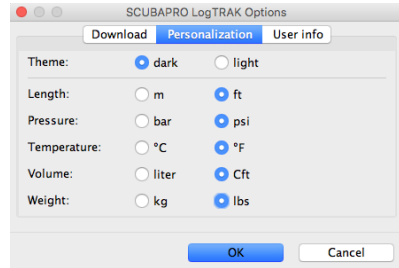 SCUBAPRO LogTRAK Options
Download Personalization User info
Theme: dark light
Length: m ft
Pressure: bar psi
Temperature: °C °F
Volume: liter Cft
Weight: kg lbs
OK Cancel